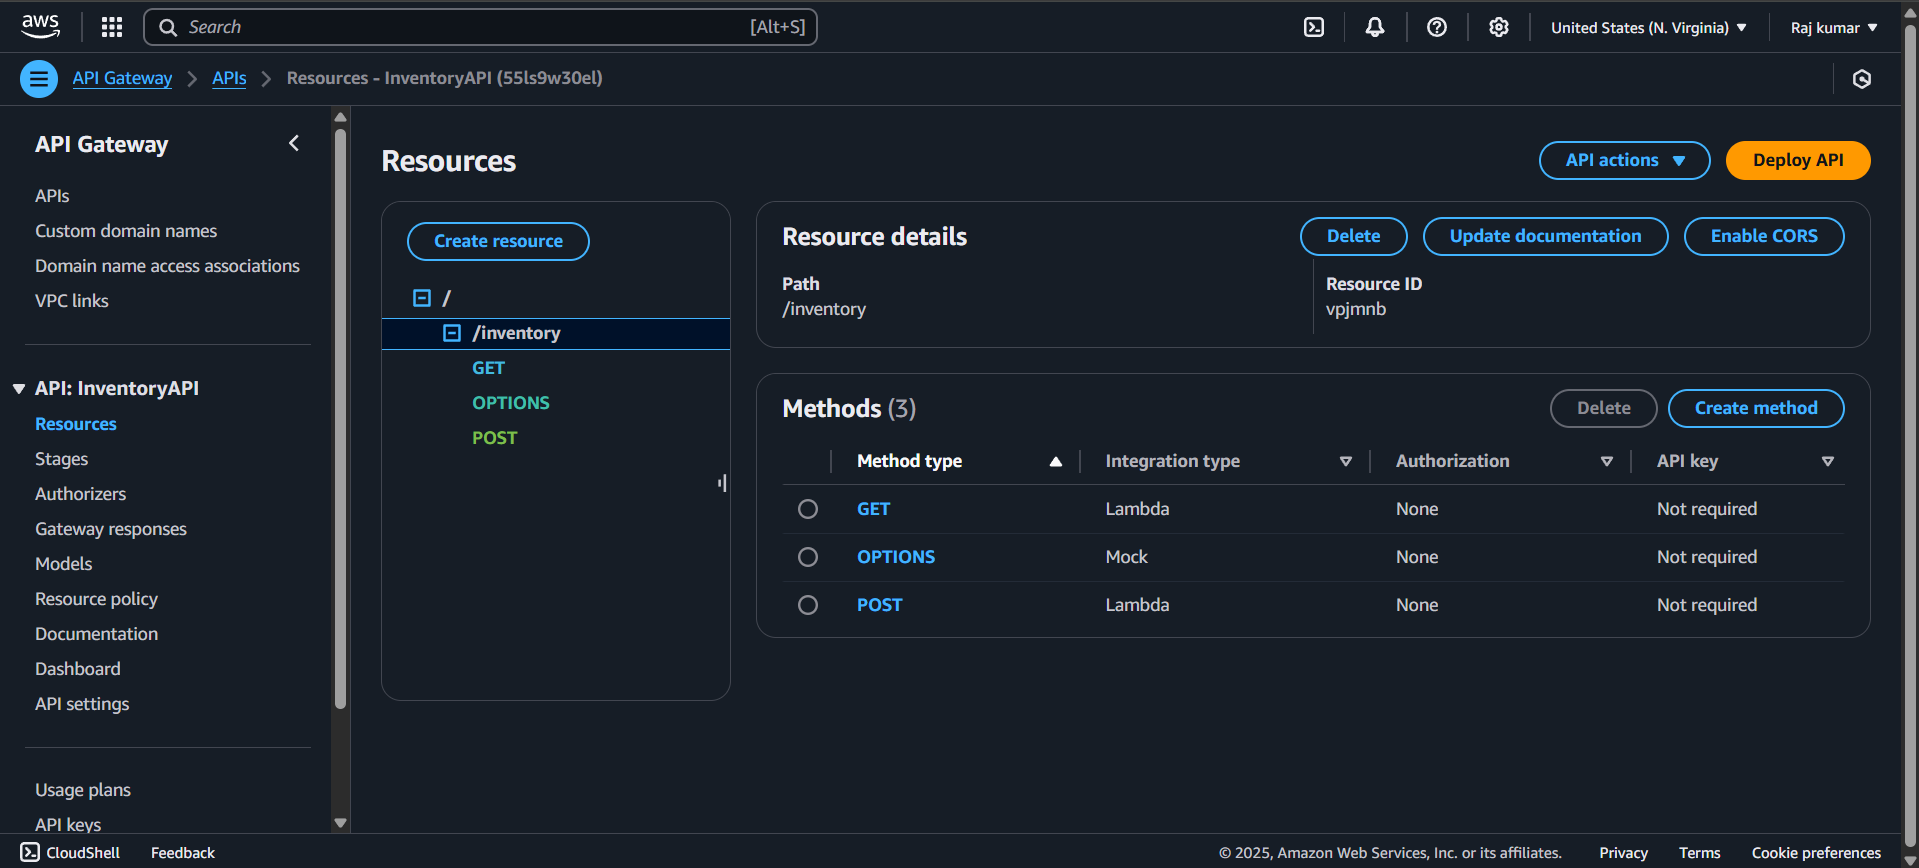 aws
Search [Alt+S]
United States (N. Virginia)
Raj kumar
API Gateway
APIs
Resources - InventoryAPI (55ls9w30el)
API Gateway
APIs
Custom domain names
Domain name access associations
VPC links
API: InventoryAPI
Resources
Stages
Authorizers
Gateway responses
Models
Resource policy
Documentation
Dashboard
API settings
Usage plans
API keys
Resources
API actions
Deploy API
Create resource
/
/inventory
GET
OPTIONS
POST
Resource details
Delete
Update documentation
Enable CORS
Path
/inventory
Resource ID
vpjmnb
Methods (3)
Delete
Create method
Method type Integration type Authorization API key
GET Lambda None Not required
OPTIONS Mock None Not required
POST Lambda None Not required
CloudShell Feedback
© 2025, Amazon Web Services, Inc. or its affiliates. Privacy Terms Cookie preferences